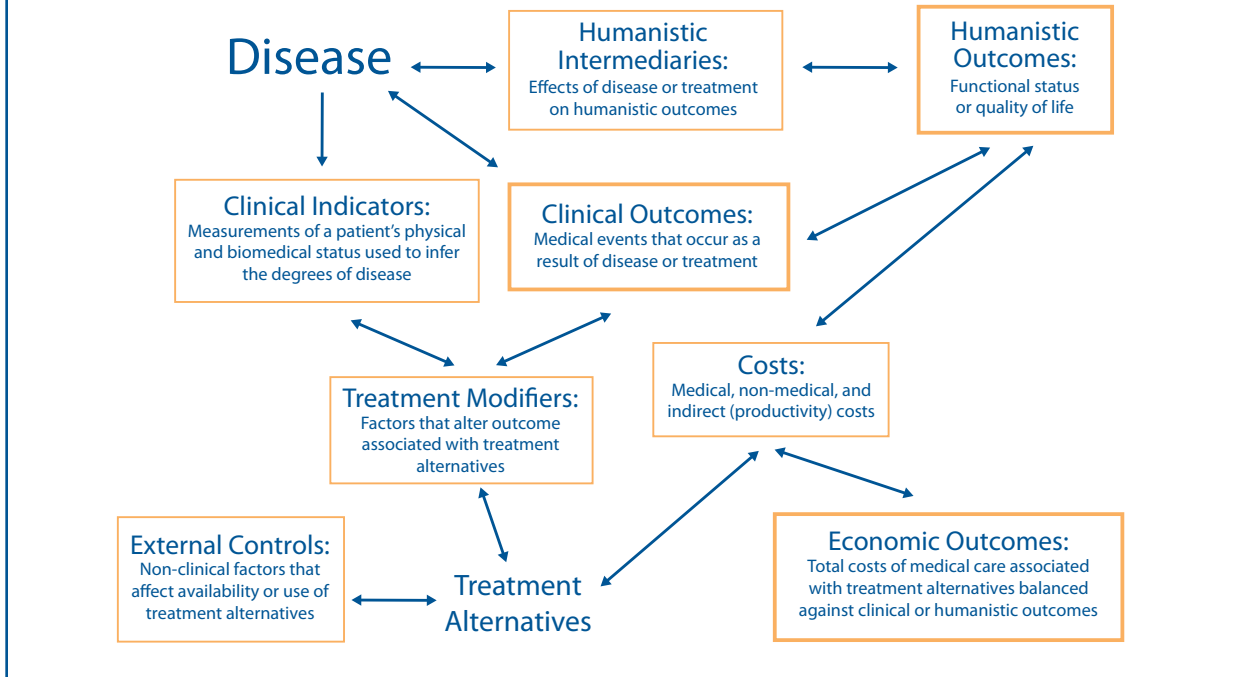 Disease
Humanistic
Intermediaries:
Effects of disease or treatment
on humanistic outcomes
Humanistic
Outcomes:
Functional status
or quality of life
Clinical Indicators:
Measurements of a patient’s physical
and biomedical status used to infer
the degrees of disease
Clinical Outcomes:
Medical events that occur as a
result of disease or treatment
Treatment Modifiers:
Factors that alter outcome
associated with treatment
alternatives
Costs:
Medical, non-medical, and
indirect (productivity) costs
External Controls:
Non-clinical factors that
affect availability or use of
treatment alternatives
Treatment
Alternatives
Economic Outcomes:
Total costs of medical care associated
with treatment alternatives balanced
against clinical or humanistic outcomes